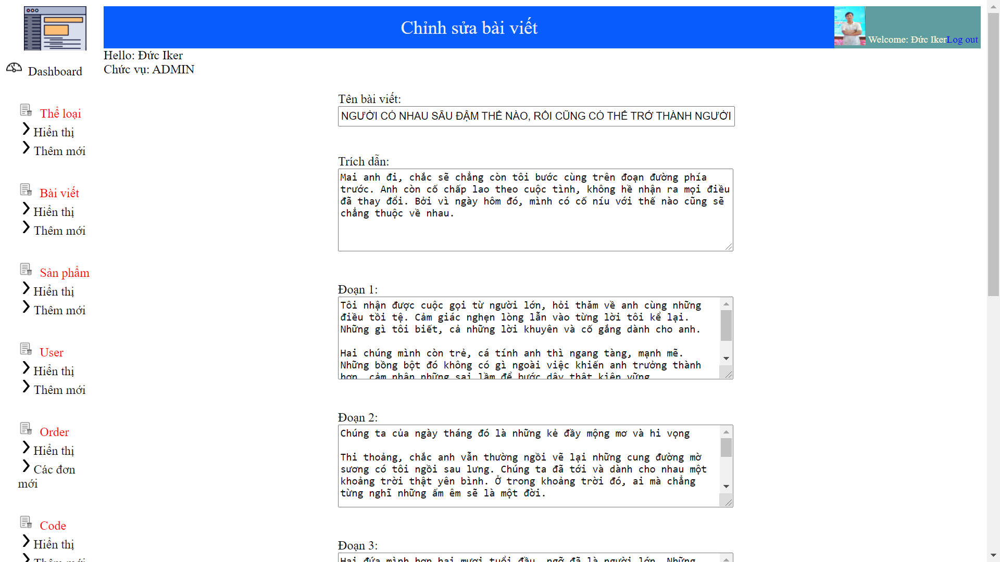 Chỉnh sửa bài viết
Welcome: Đức Iker Log out
Hello: Đức Iker
Chức vụ: ADMIN
Dashboard
Thể loại
Hiển thị
Thêm mới
Bài viết
Hiển thị
Thêm mới
Sản phẩm
Hiển thị
Thêm mới
User
Hiển thị
Thêm mới
Order
Hiển thị
Các đơn
mới
Code
Hiển thị
Thêm mới
Tên bài viết:
NGƯỜI CÓ NHAU SÂU ĐẬM THẾ NÀO, RỒI CŨNG CÓ THỂ TRỞ THÀNH NGƯỜI
Trích dẫn:
Mai anh đi, chắc sẽ chẳng còn tôi bước cùng trên đoạn đường phía
trước. Anh còn cố chấp lao theo cuộc tình, không hề nhận ra mọi điều
đã thay đổi. Bởi vì ngày hôm đó, mình có cố níu với thế nào cũng sẽ
chẳng thuộc về nhau.
Đoạn 1:
Tôi nhận được cuộc gọi từ người lớn, hỏi thăm về anh cùng những
điều tồi tệ. Cảm giác nghẹn lòng lẫn vào từng lời tôi kể lại.
Những gì tôi biết, cả những lời khuyên và cố gắng dành cho anh.
Hai chúng mình còn trẻ, cá tính anh thì ngang tàng, mạnh mẽ.
Những bồng bột đó không có gì ngoài việc khiến anh trưởng thành
hơn, cảm nhận những sai lầm để bước dậy thật kiên vững
Đoạn 2:
Chúng ta của ngày tháng đó là những kẻ đầy mộng mơ và hi vọng
Thi thoảng, chắc anh vẫn thường ngồi vẽ lại những cung đường mờ
sương có tôi ngồi sau lưng. Chúng ta đã tới và dành cho nhau một
khoảng trời thật yên bình. Ở trong khoảng trời đó, ai mà chẳng
từng nghĩ những ấm êm sẽ là một đời.
Đoạn 3:
Hai đứa mình hơn hai mươi tuổi đầu, ngỡ đã là người lớn. Những